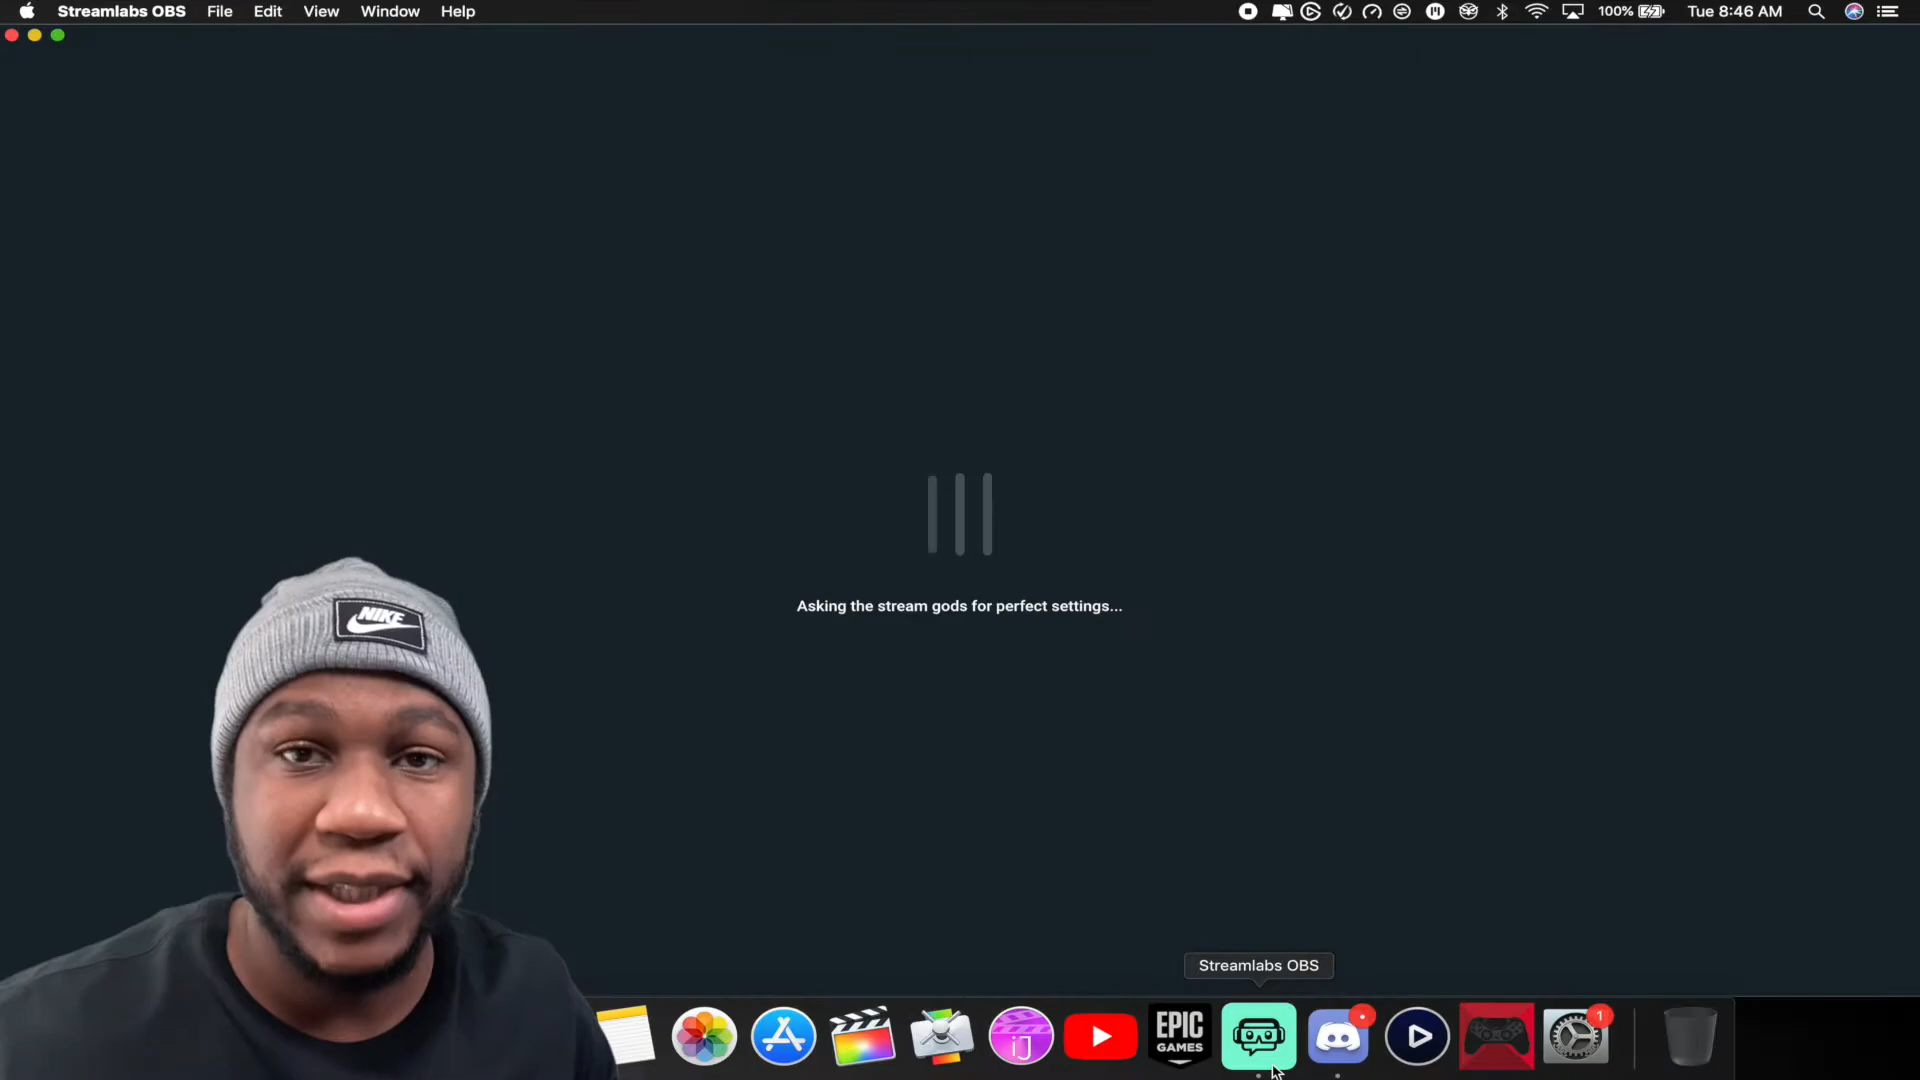 Streamlabs OBS File Edit View Window Help 100% Tue 8:46 AM
Asking the stream gods for perfect settings...
NIKE
Streamlabs OBS
EPIC
GAMES
iJ
1